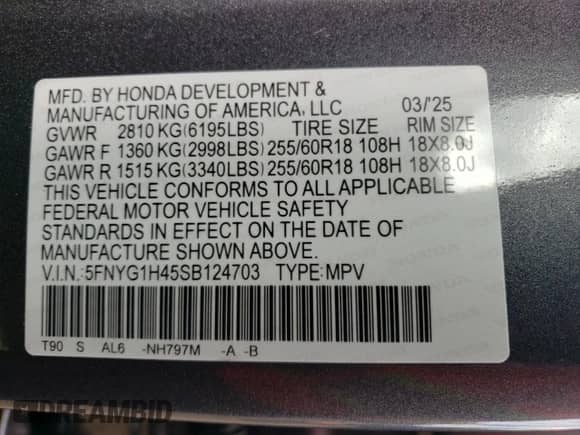 MFD. BY HONDA DEVELOPMENT &
MANUFACTURING OF AMERICA, LLC 03/'25
GVWR 2810 KG(6195LBS) TIRE SIZE RIM SIZE
GAWR F 1360 KG(2998LBS) 255/60R18 108H 18X8.0J
GAWR R 1515 KG(3340LBS) 255/60R18 108H 18X8.0J
THIS VEHICLE CONFORMS TO ALL APPLICABLE
FEDERAL MOTOR VEHICLE SAFETY
STANDARDS IN EFFECT ON THE DATE OF
MANUFACTURE SHOWN ABOVE.
V.I.N.:5FNYG1H45SB124703 TYPE:MPV
T90 S AL6 -NH797M -A -B
DREAMBID